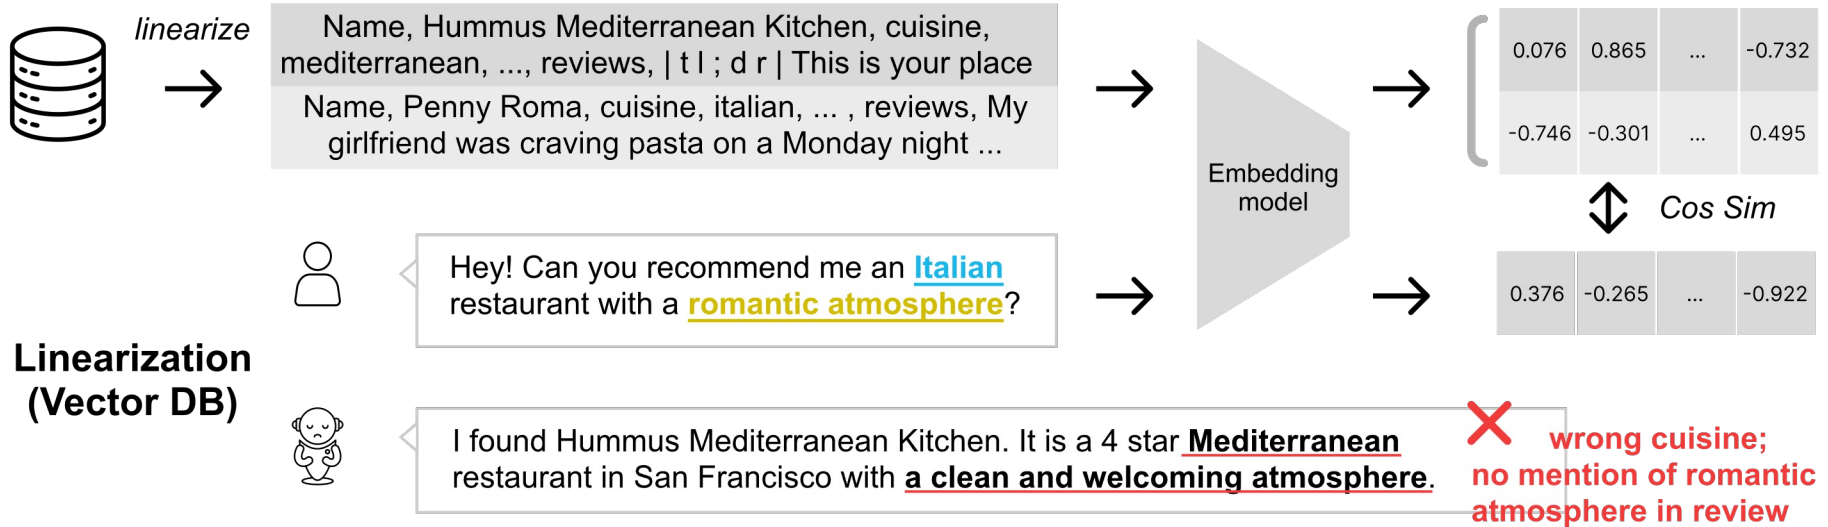 linearize
Name, Hummus Mediterranean Kitchen, cuisine,
mediterranean, ..., reviews, | t l ; d r | This is your place
Name, Penny Roma, cuisine, italian, ... , reviews, My
girlfriend was craving pasta on a Monday night ...
Embedding
model
0.076 0.865 ... -0.732
-0.746 -0.301 ... 0.495
Cos Sim
Hey! Can you recommend me an Italian
restaurant with a romantic atmosphere?
0.376 -0.265 ... -0.922
Linearization
(Vector DB)
I found Hummus Mediterranean Kitchen. It is a 4 star Mediterranean
restaurant in San Francisco with a clean and welcoming atmosphere.
wrong cuisine;
no mention of romantic
atmosphere in review